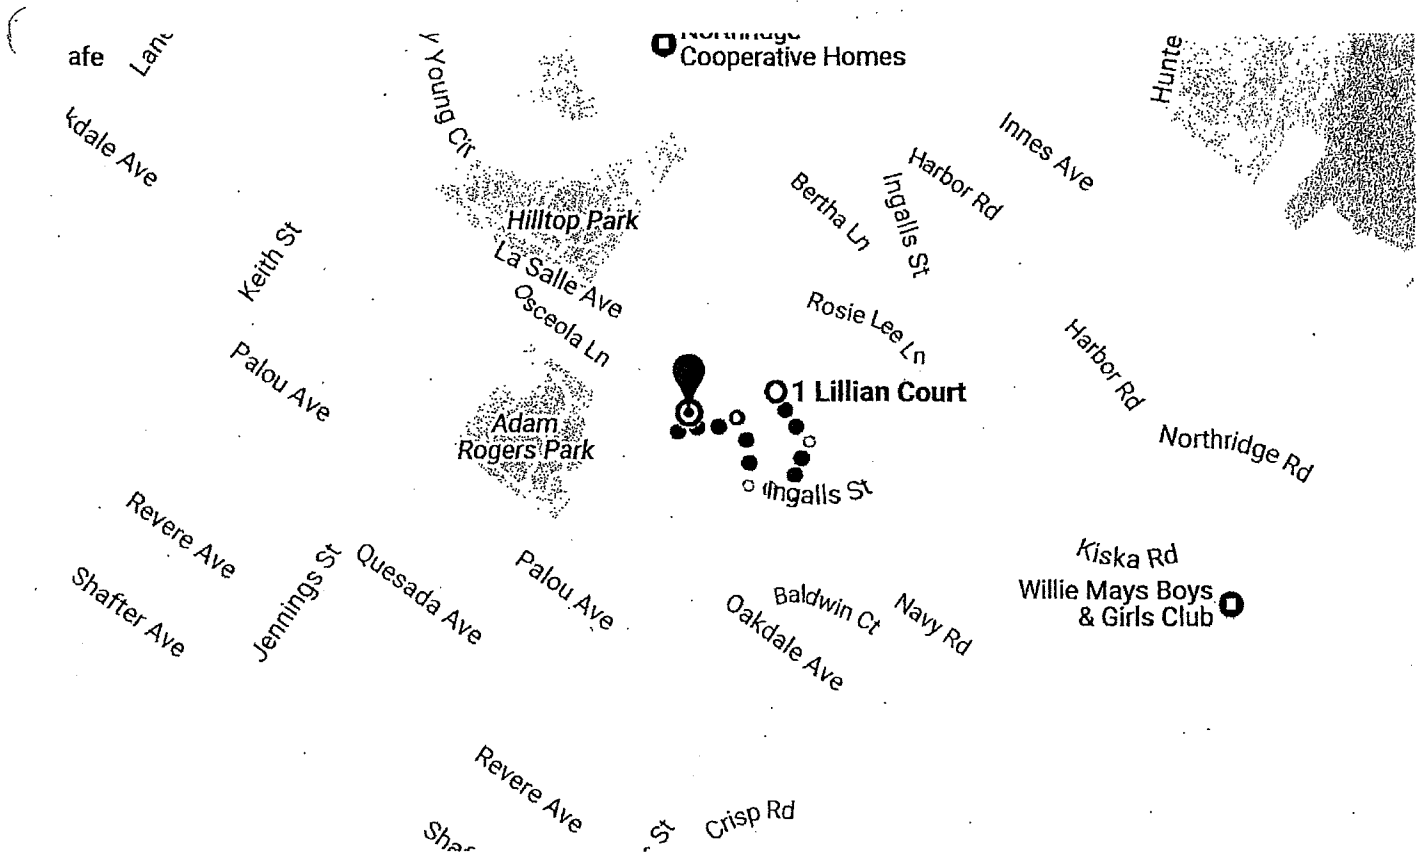 afe
Cooperative Homes
y Young Cir
Innes Ave
Harbor Rd
kdale Ave
Bertha Ln
Ingalls St
Hilltop Park
Keith St
La Salle Ave
Osceola Ln
Rosie Lee Ln
Harbor Rd
Palou Ave
1 Lillian Court
Adam
Rogers Park
Northridge Rd
Ingalls St
Revere Ave
Kiska Rd
Shafter Ave
Jennings St
Quesada Ave
Palou Ave
Willie Mays Boys
& Girls Club
Baldwin Ct
Navy Rd
Oakdale Ave
Revere Ave
Crisp Rd
St